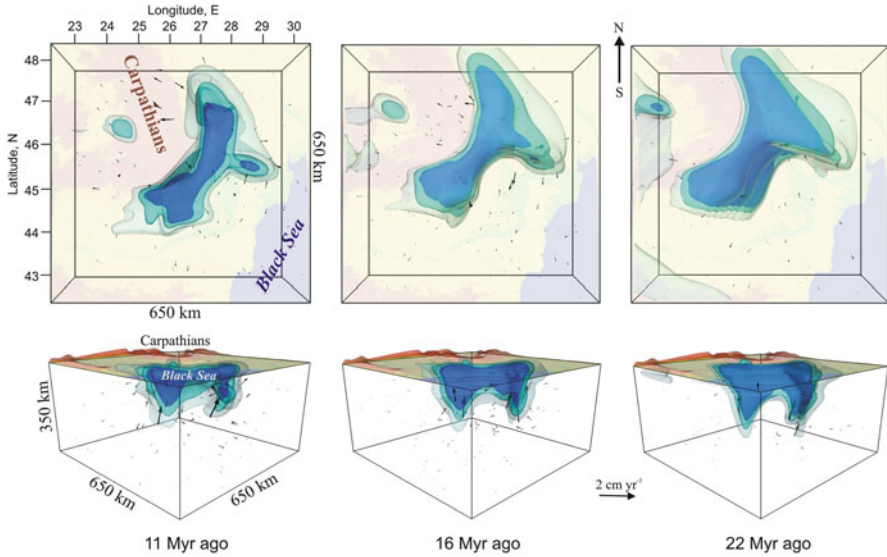 Longitude, E
23 24 25 26 27 28 29 30
N
S
48
47
46
45
44
43
Latitude, N
Carpathians
Black Sea
650 km
650 km
Carpathians
Black Sea
350 km
650 km
650 km
2 cm yr-1
11 Myr ago
16 Myr ago
22 Myr ago